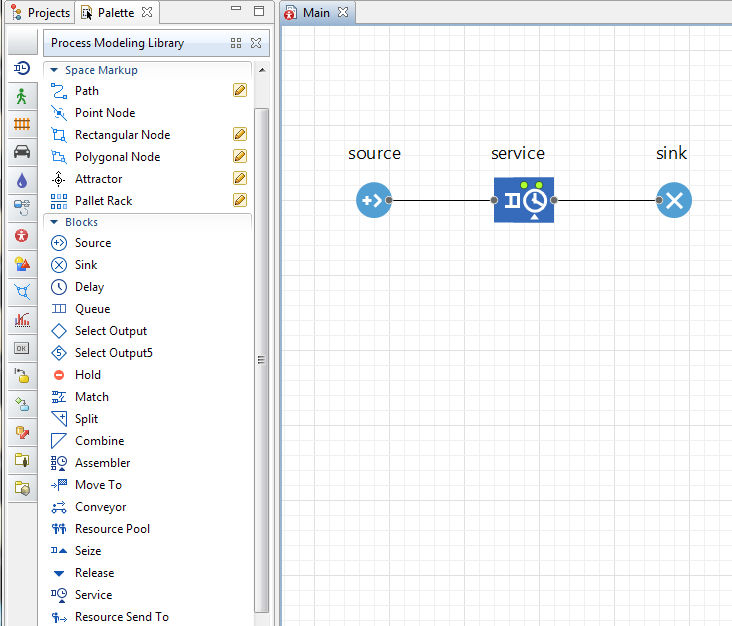 Projects
Palette
Main
Process Modeling Library
Space Markup
Path
Point Node
Rectangular Node
Polygonal Node
Attractor
Pallet Rack
Blocks
Source
Sink
Delay
Queue
Select Output
Select Output5
Hold
Match
Split
Combine
Assembler
Move To
Conveyor
Resource Pool
Seize
Release
Service
Resource Send To
OK
source
service
sink